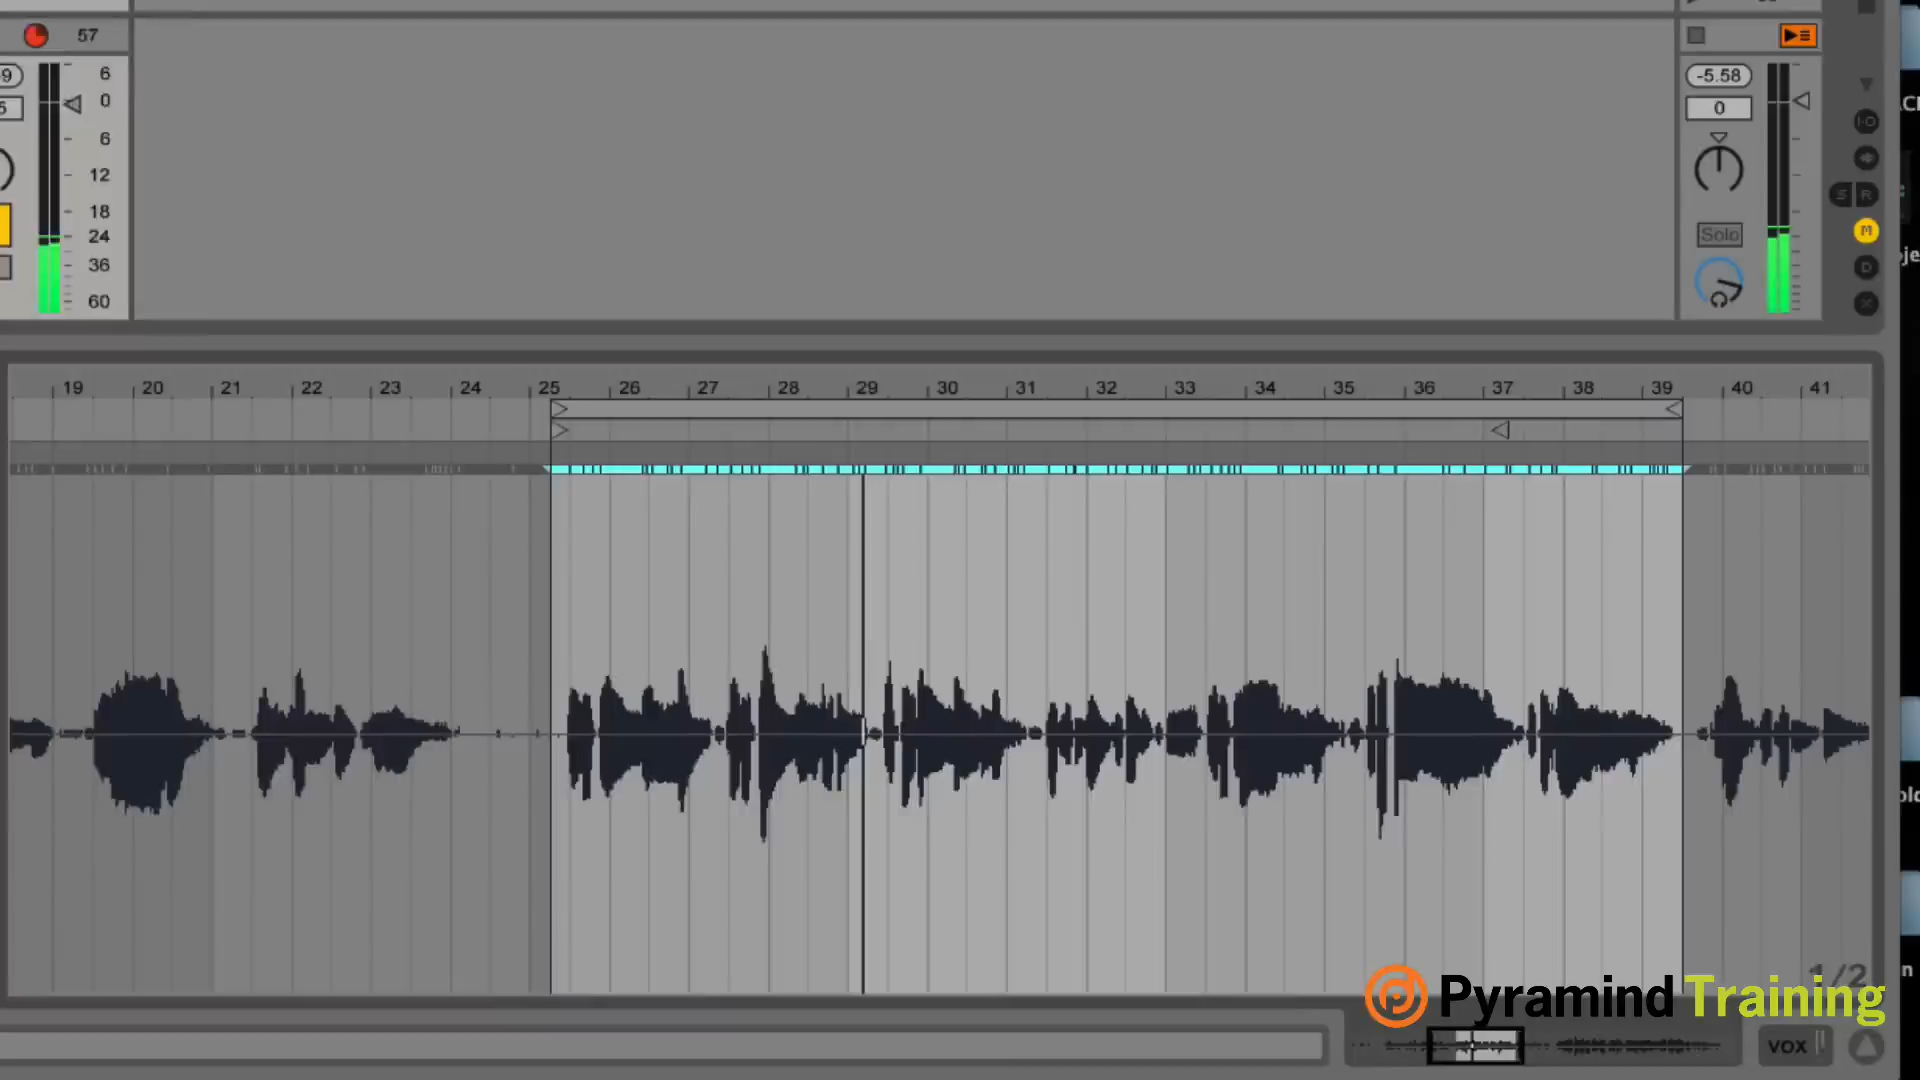 57
6
0
6
12
18
24
36
60
-5.58
0
Solo
I·O
S R
M
D
X
19 20 21 22 23 24 25 26 27 28 29 30 31 32 33 34 35 36 37 38 39 40 41
1/2
Pyramind Training
VOX